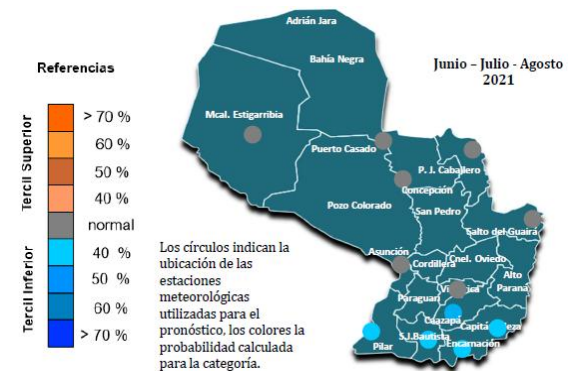 Adrián Jara
Bahía Negra
Junio – Julio - Agosto
2021
Referencias
Tercil Superior
> 70 %
60 %
50 %
40 %
normal
Tercil Inferior
40 %
50 %
60 %
> 70 %
Mcal. Estigarribia
Puerto Casado
P. J. Caballero
Concepción
Pozo Colorado
San Pedro
Salto del Guairá
Asunción
Cordillera
Cnel. Oviedo
Alto
Paraná
Paraguarí
Caazapá
Capitá
S.J.Bautista
Encarnación
Pilar
Los círculos indican la
ubicación de las
estaciones
meteorológicas
utilizadas para el
pronóstico, los colores la
probabilidad calculada
para la categoría.